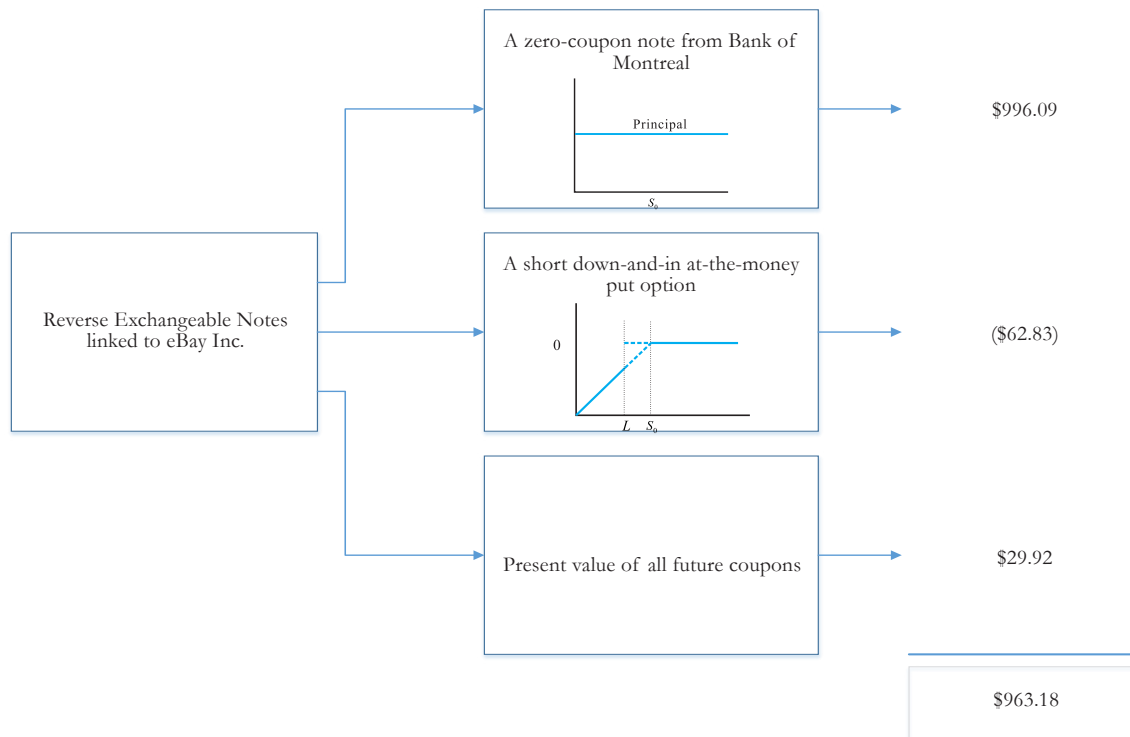 A zero-coupon note from Bank of
Montreal
Principal
S₀
$996.09
Reverse Exchangeable Notes
linked to eBay Inc.
A short down-and-in at-the-money
put option
0
L S₀
($62.83)
Present value of all future coupons
$29.92
$963.18